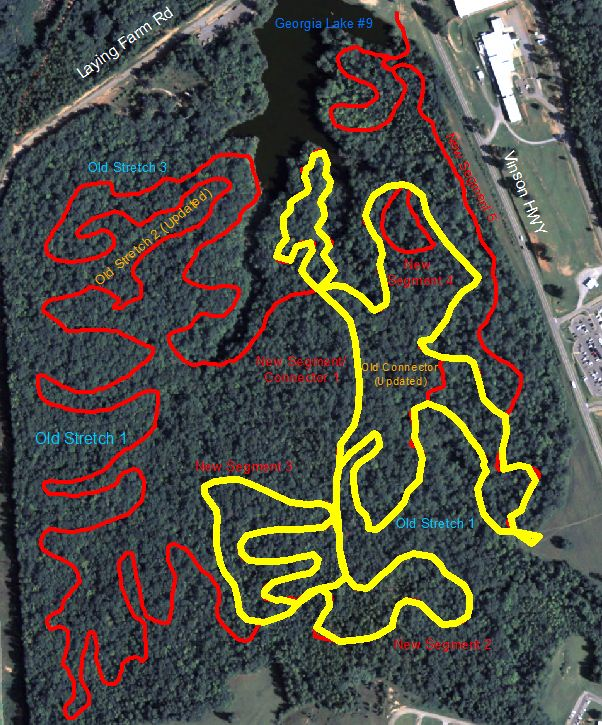 Georgia Lake #9
Laying Farm Rd
Vinson HWY
New Segment 5
Old Stretch 3
Old Stretch 2 (Updated)
New
Segment 4
New Segment/
Connector 1
Old Connector
(Updated)
Old Stretch 1
New Segment 3
Old Stretch 1
New Segment 2